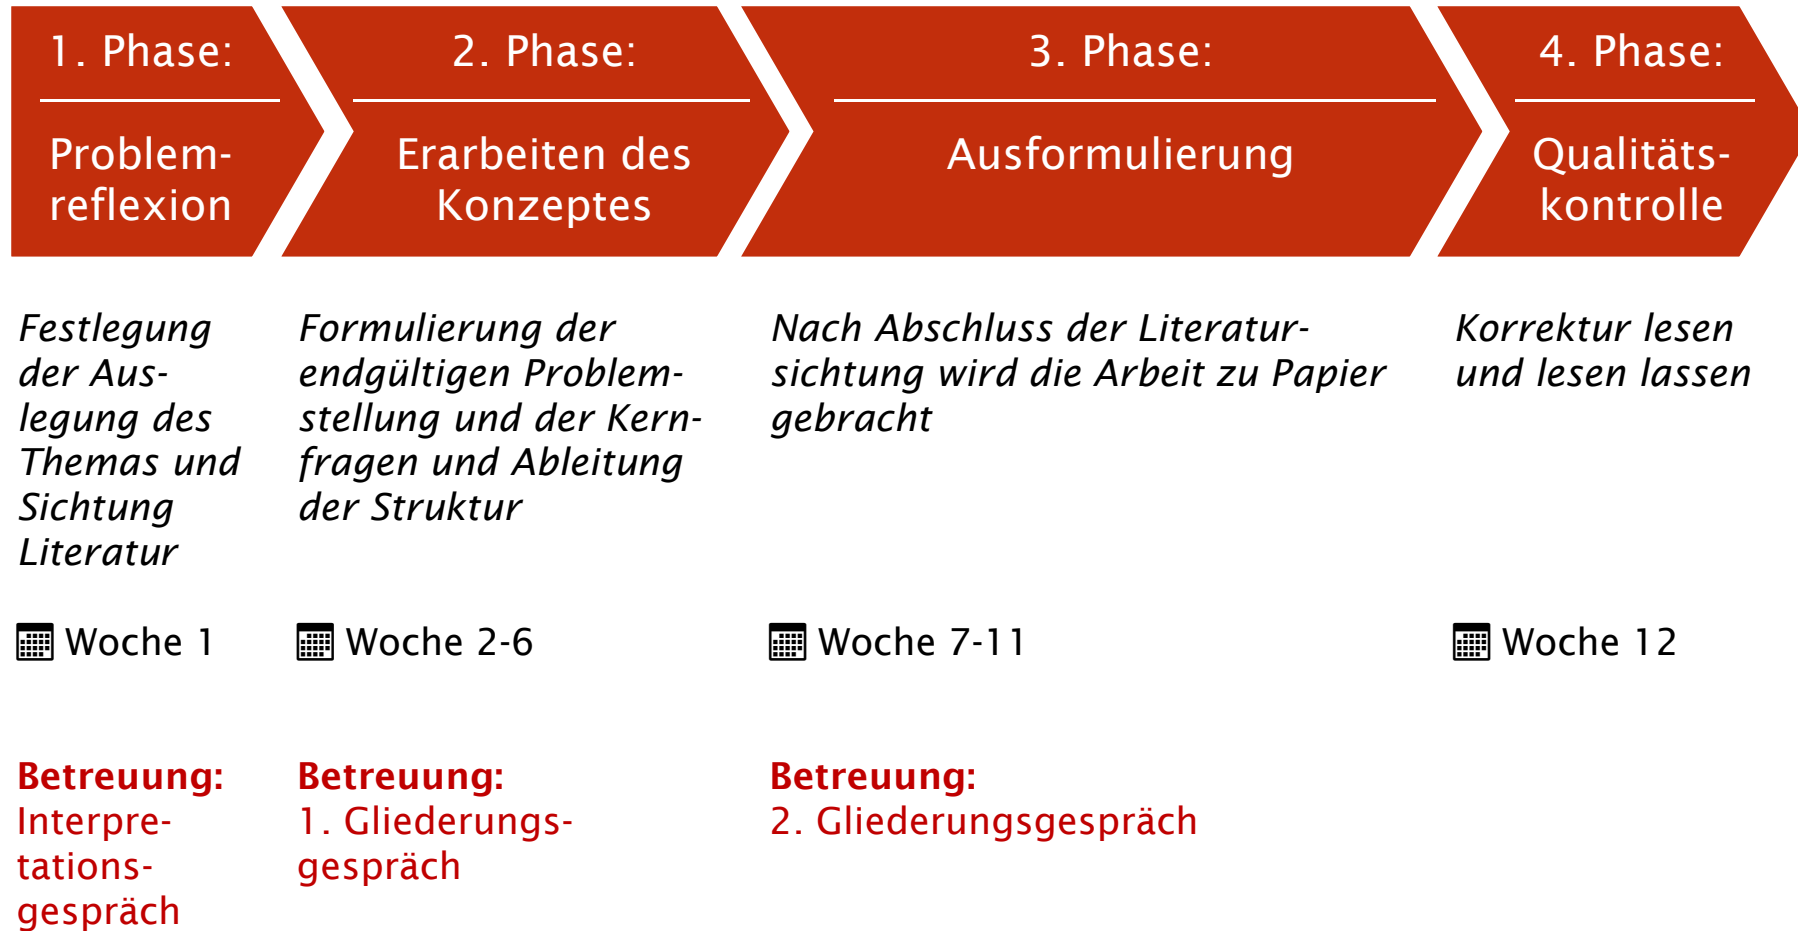 1. Phase:
Problem-
reflexion
2. Phase:
Erarbeiten des
Konzeptes
3. Phase:
Ausformulierung
4. Phase:
Qualitäts-
kontrolle
Festlegung
der Aus-
legung des
Themas und
Sichtung
Literatur
Formulierung der
endgültigen Problem-
stellung und der Kern-
fragen und Ableitung
der Struktur
Nach Abschluss der Literatur-
sichtung wird die Arbeit zu Papier
gebracht
Korrektur lesen
und lesen lassen
Woche 1
Woche 2-6
Woche 7-11
Woche 12
Betreuung:
Interpre-
tations-
gespräch
Betreuung:
1. Gliederungs-
gespräch
Betreuung:
2. Gliederungsgespräch